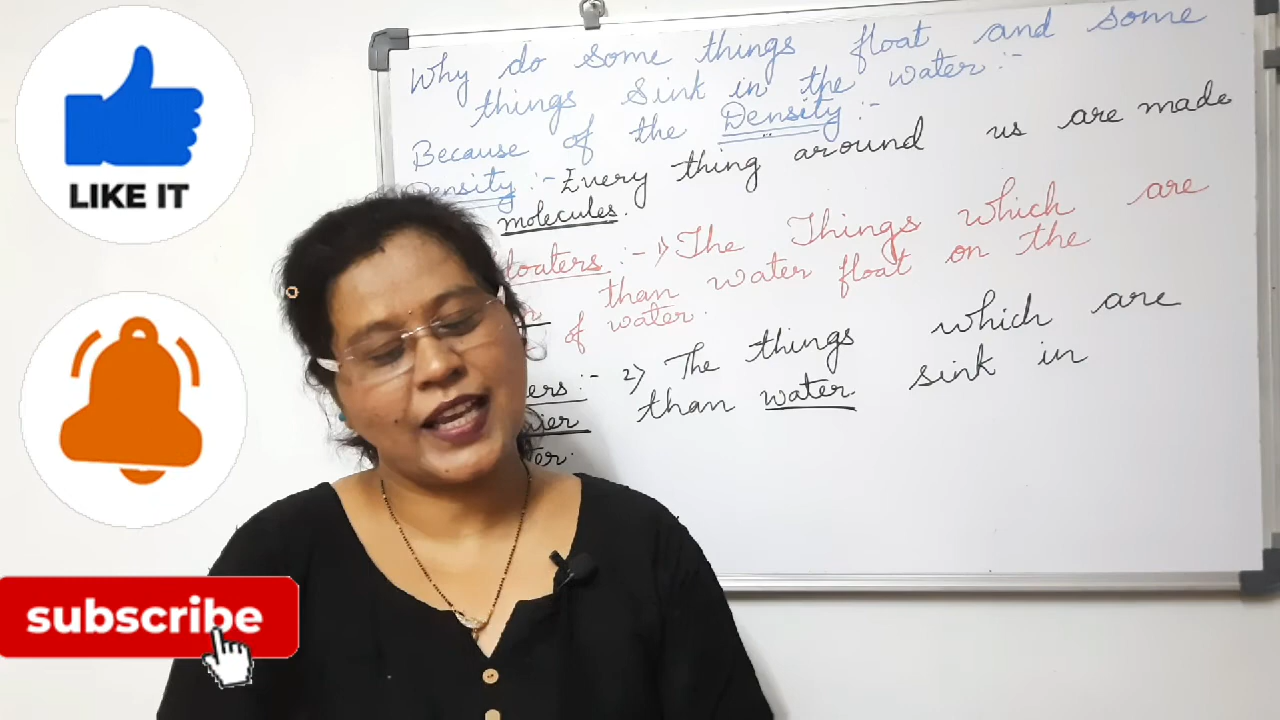 LIKE IT
subscribe
Why do some things float and some
things Sink in the water :-
Because of the Density :-
Density :- Every thing around us are made
molecules.
floaters :- 1) The Things which are
than water float on the
of water.
2) The things which are
than water sink in